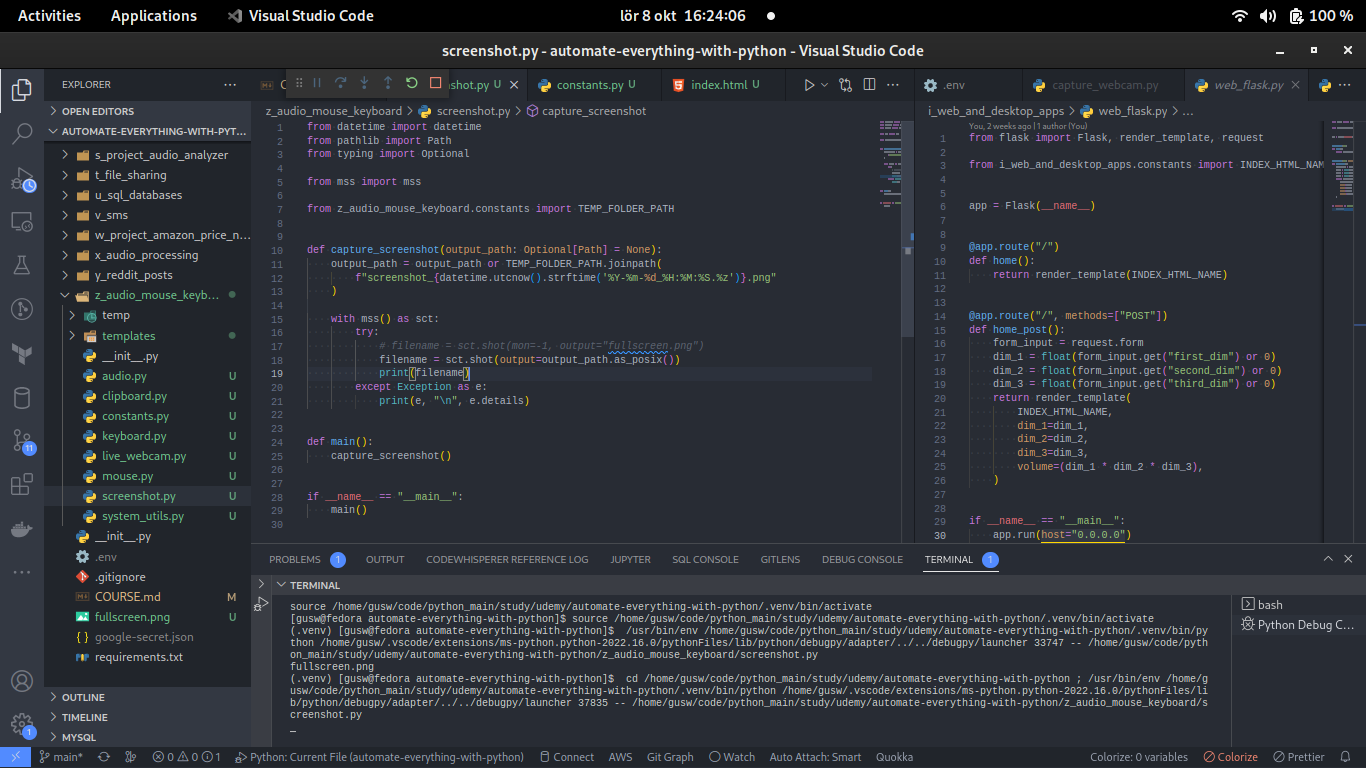 Activities Applications Visual Studio Code lör 8 okt 16:24:06 100 %
screenshot.py - automate-everything-with-python - Visual Studio Code
EXPLORER
OPEN EDITORS
AUTOMATE-EVERYTHING-WITH-PYT...
s_project_audio_analyzer
t_file_sharing
u_sql_databases
v_sms
w_project_amazon_price_n...
x_audio_processing
y_reddit_posts
z_audio_mouse_keyb...
temp
templates
__init__.py
audio.py U
clipboard.py U
constants.py U
keyboard.py U
live_webcam.py U
mouse.py U
screenshot.py U
system_utils.py U
__init__.py
.env
.gitignore
COURSE.md M
fullscreen.png U
google-secret.json
requirements.txt
OUTLINE
TIMELINE
MYSQL
11
1
C shot.py U constants.py U index.html U
z_audio_mouse_keyboard > screenshot.py > capture_screenshot
1 from datetime import datetime
2 from pathlib import Path
3 from typing import Optional
4
5 from mss import mss
6
7 from z_audio_mouse_keyboard.constants import TEMP_FOLDER_PATH
8
9
10 def capture_screenshot(output_path: Optional[Path] = None):
11 output_path = output_path or TEMP_FOLDER_PATH.joinpath(
12 f"screenshot_{datetime.utcnow().strftime('%Y-%m-%d_%H:%M:%S.%z')}.png"
13 )
14
15 with mss() as sct:
16 try:
17 # filename = sct.shot(mon=-1, output="fullscreen.png")
18 filename = sct.shot(output=output_path.as_posix())
19 print(filename)
20 except Exception as e:
21 print(e, "\n", e.details)
22
23
24 def main():
25 capture_screenshot()
26
27
28 if __name__ == "__main__":
29 main()
30
.env capture_webcam.py web_flask.py
i_web_and_desktop_apps > web_flask.py > ...
You, 2 weeks ago | 1 author (You)
1 from flask import Flask, render_template, request
2
3 from i_web_and_desktop_apps.constants import INDEX_HTML_NAM
4
5
6 app = Flask(__name__)
7
8
9 @app.route("/")
10 def home():
11 return render_template(INDEX_HTML_NAME)
12
13
14 @app.route("/", methods=["POST"])
15 def home_post():
16 form_input = request.form
17 dim_1 = float(form_input.get("first_dim") or 0)
18 dim_2 = float(form_input.get("second_dim") or 0)
19 dim_3 = float(form_input.get("third_dim") or 0)
20 return render_template(
21 INDEX_HTML_NAME,
22 dim_1=dim_1,
23 dim_2=dim_2,
24 dim_3=dim_3,
25 volume=(dim_1 * dim_2 * dim_3),
26 )
27
28
29 if __name__ == "__main__":
30 app.run(host="0.0.0.0")
PROBLEMS 1 OUTPUT CODEWHISPERER REFERENCE LOG JUPYTER SQL CONSOLE GITLENS DEBUG CONSOLE TERMINAL 1
TERMINAL
source /home/gusw/code/python_main/study/udemy/automate-everything-with-python/.venv/bin/activate
[gusw@fedora automate-everything-with-python]$ source /home/gusw/code/python_main/study/udemy/automate-everything-with-python/.venv/bin/activate
(.venv) [gusw@fedora automate-everything-with-python]$ /usr/bin/env /home/gusw/code/python_main/study/udemy/automate-everything-with-python/.venv/bin/py
thon /home/gusw/.vscode/extensions/ms-python.python-2022.16.0/pythonFiles/lib/python/debugpy/adapter/../../debugpy/launcher 33747 -- /home/gusw/code/pyth
on_main/study/udemy/automate-everything-with-python/z_audio_mouse_keyboard/screenshot.py
fullscreen.png
(.venv) [gusw@fedora automate-everything-with-python]$ cd /home/gusw/code/python_main/study/udemy/automate-everything-with-python ; /usr/bin/env /home/g
usw/code/python_main/study/udemy/automate-everything-with-python/.venv/bin/python /home/gusw/.vscode/extensions/ms-python.python-2022.16.0/pythonFiles/li
b/python/debugpy/adapter/../../debugpy/launcher 37835 -- /home/gusw/code/python_main/study/udemy/automate-everything-with-python/z_audio_mouse_keyboard/s
creenshot.py
bash
Python Debug C...
main* 0 0 1 Python: Current File (automate-everything-with-python) Connect AWS Git Graph Watch Auto Attach: Smart Quokka Colorize: 0 variables Colorize Prettier